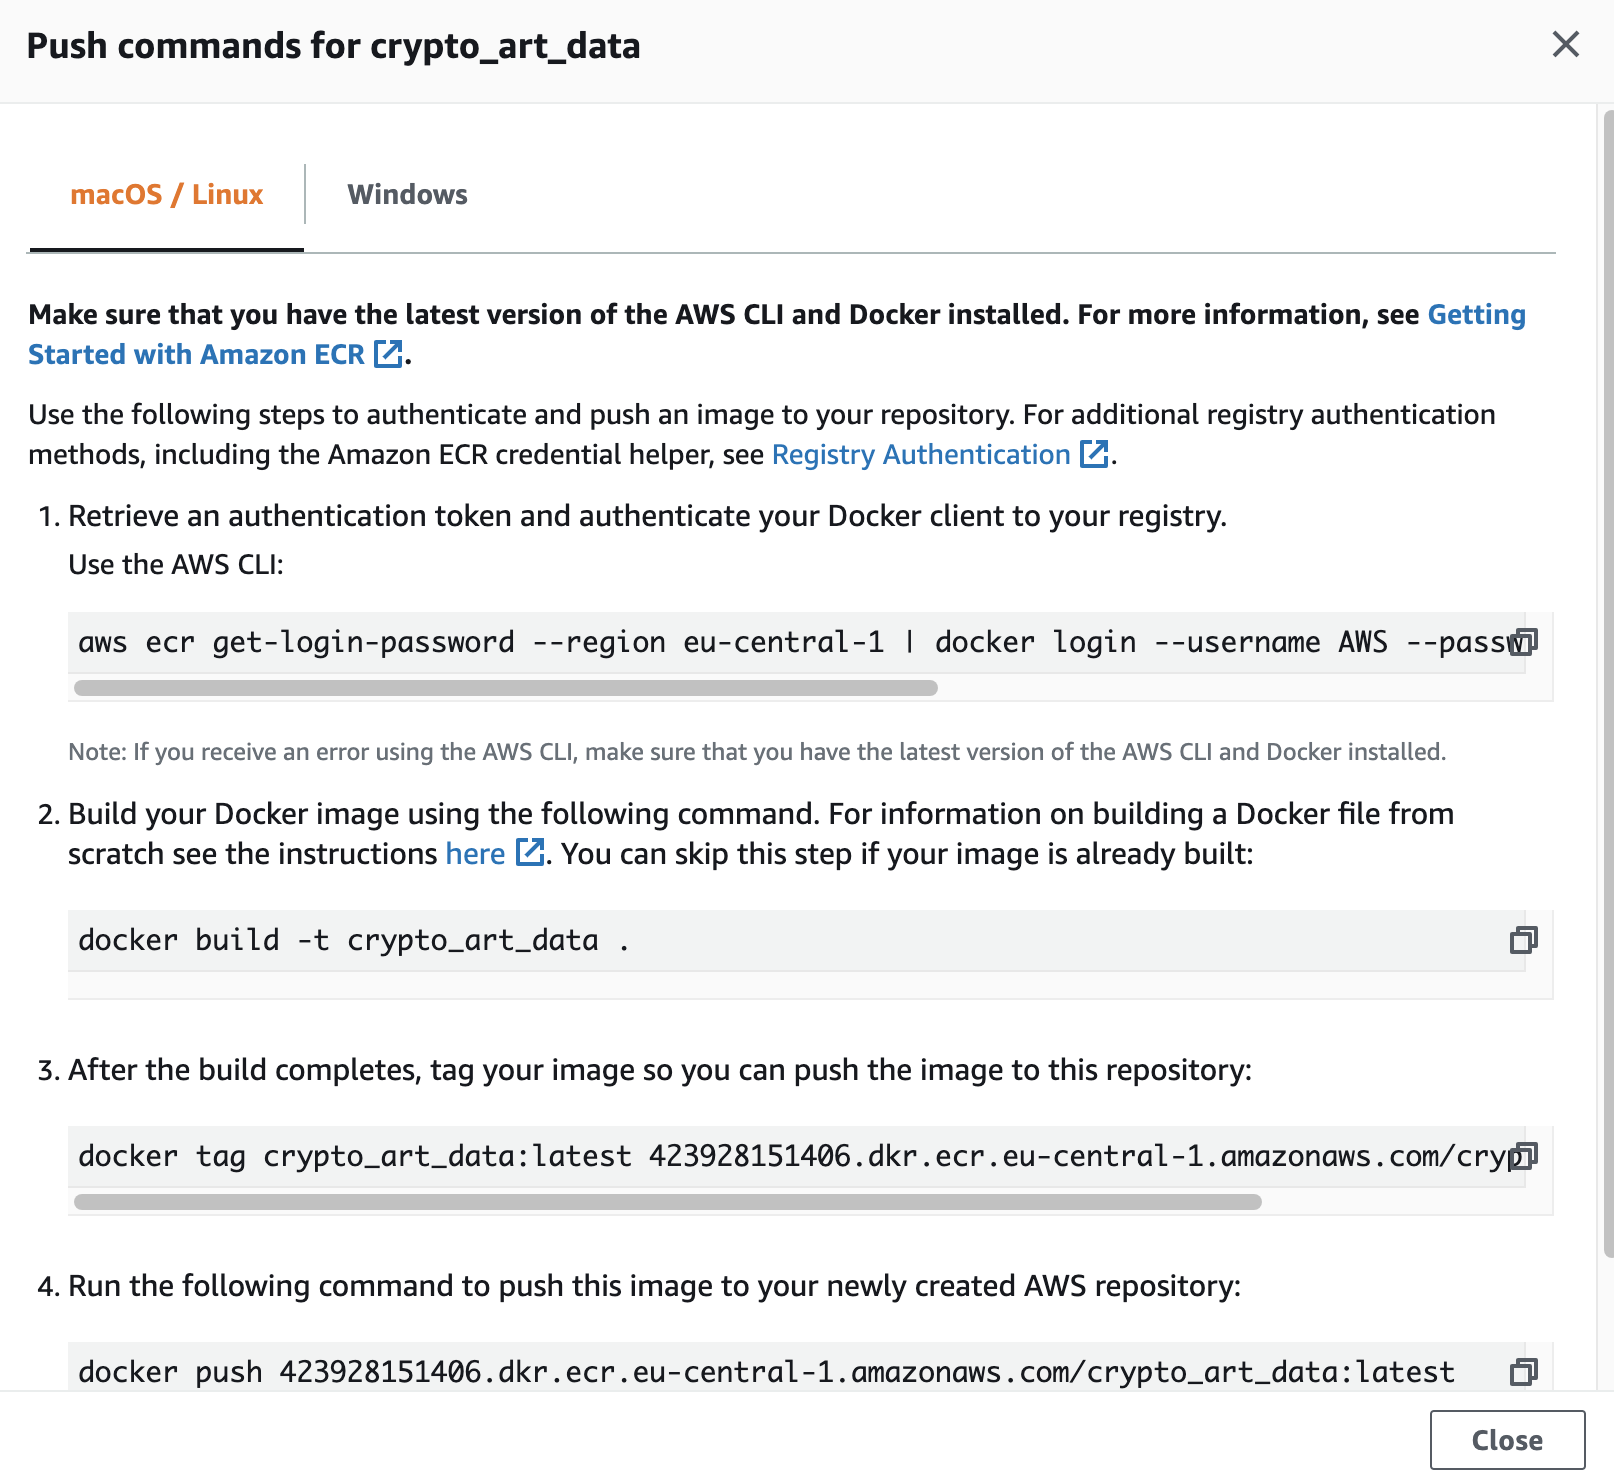 Push commands for crypto_art_data
macOS / Linux
Windows
Make sure that you have the latest version of the AWS CLI and Docker installed. For more information, see Getting
Started with Amazon ECR.
Use the following steps to authenticate and push an image to your repository. For additional registry authentication
methods, including the Amazon ECR credential helper, see Registry Authentication.
1. Retrieve an authentication token and authenticate your Docker client to your registry.
Use the AWS CLI:
aws ecr get-login-password --region eu-central-1 | docker login --username AWS --passw
Note: If you receive an error using the AWS CLI, make sure that you have the latest version of the AWS CLI and Docker installed.
2. Build your Docker image using the following command. For information on building a Docker file from
scratch see the instructions here. You can skip this step if your image is already built:
docker build -t crypto_art_data .
3. After the build completes, tag your image so you can push the image to this repository:
docker tag crypto_art_data:latest 423928151406.dkr.ecr.eu-central-1.amazonaws.com/cryp
4. Run the following command to push this image to your newly created AWS repository:
docker push 423928151406.dkr.ecr.eu-central-1.amazonaws.com/crypto_art_data:latest
Close